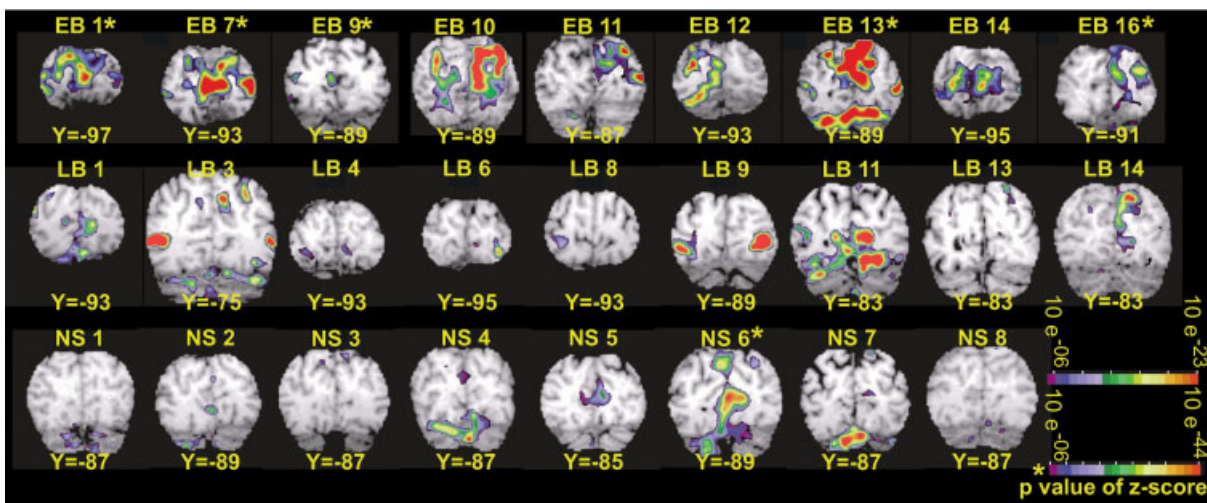 EB 1* EB 7* EB 9* EB 10 EB 11 EB 12 EB 13* EB 14 EB 16*
Y=-97 Y=-93 Y=-89 Y=-89 Y=-87 Y=-93 Y=-89 Y=-95 Y=-91
LB 1 LB 3 LB 4 LB 6 LB 8 LB 9 LB 11 LB 13 LB 14
Y=-93 Y=-75 Y=-93 Y=-95 Y=-93 Y=-89 Y=-83 Y=-83 Y=-83
NS 1 NS 2 NS 3 NS 4 NS 5 NS 6* NS 7 NS 8
Y=-87 Y=-89 Y=-87 Y=-87 Y=-85 Y=-89 Y=-87 Y=-87
10 e-06 10 e-23
10 e-06 10 e-44
*
p value of z-score